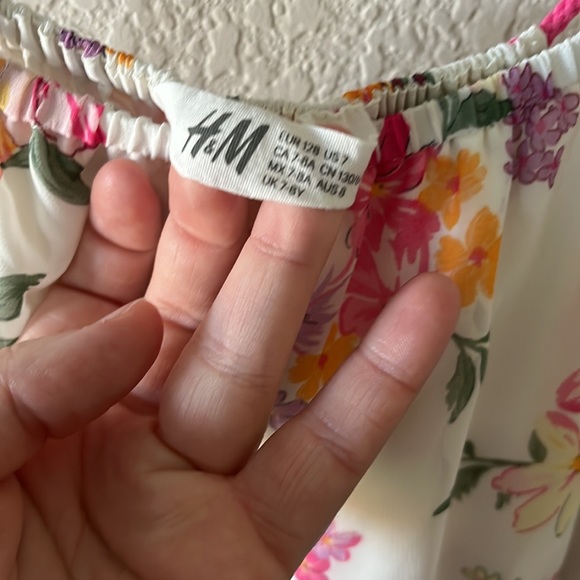 H&M
EUR 128 US 7
CA 7-8A CN 130/
MX 7-8A AUS 8
UK 7-8Y